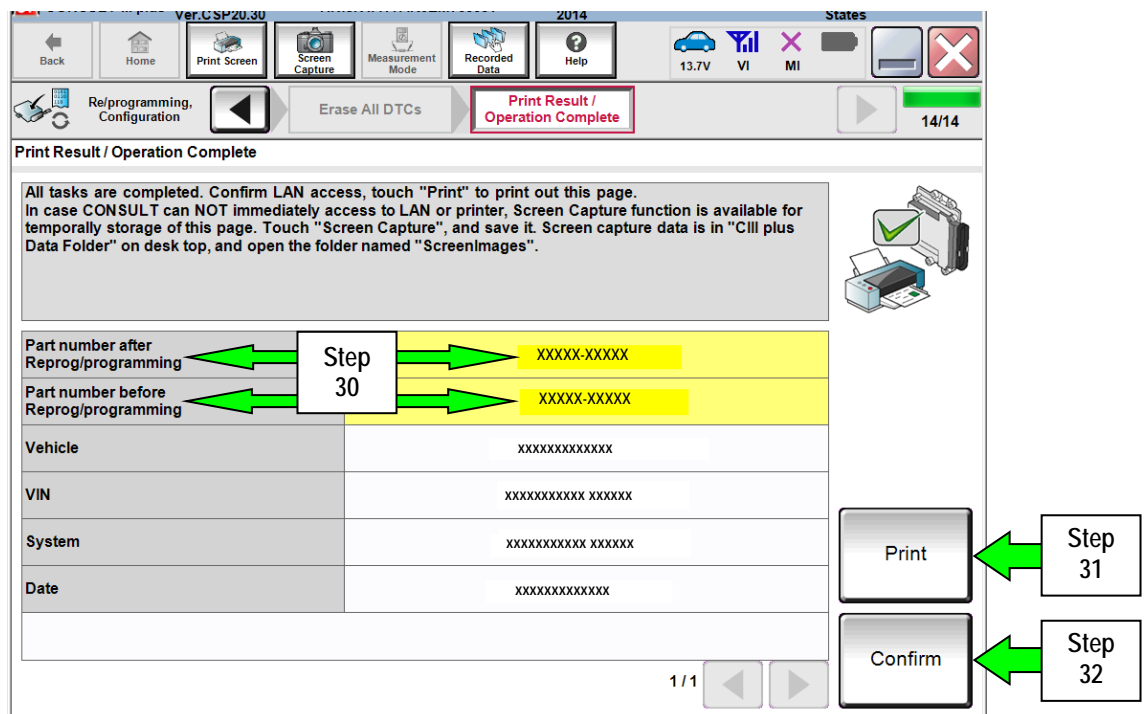 Ver.CSP20.30 2014 States
Back Home Print Screen Screen Capture Measurement Mode Recorded Data Help 13.7V VI MI
Re/programming, Configuration Erase All DTCs Print Result / Operation Complete 14/14
Print Result / Operation Complete
All tasks are completed. Confirm LAN access, touch "Print" to print out this page.
In case CONSULT can NOT immediately access to LAN or printer, Screen Capture function is available for
temporally storage of this page. Touch "Screen Capture", and save it. Screen capture data is in "CIII plus
Data Folder" on desk top, and open the folder named "ScreenImages".
Part number after
Reprog/programming
XXXXX-XXXXX
Step
30
Part number before
Reprog/programming
XXXXX-XXXXX
Vehicle
XXXXXXXXXXXXX
VIN
XXXXXXXXXXX XXXXXX
System
XXXXXXXXXXX XXXXXX
Date
XXXXXXXXXXXXX
Print
Step
31
Confirm
Step
32
1/1